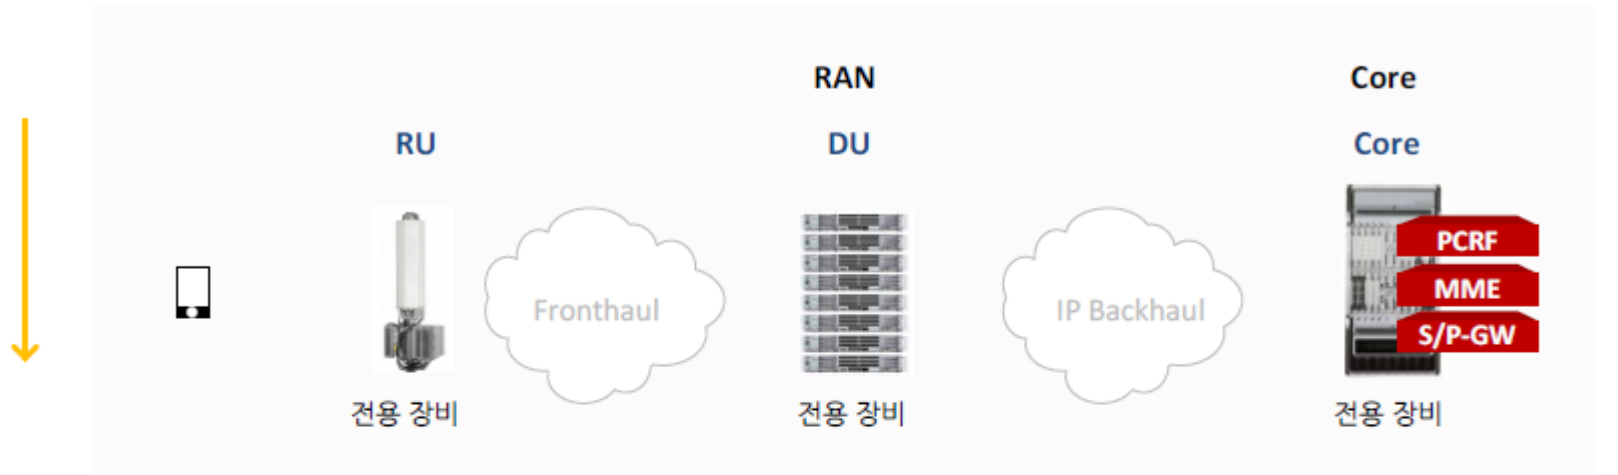 RAN
Core
RU
DU
Core
PCRF
MME
S/P-GW
Fronthaul
IP Backhaul
전용 장비
전용 장비
전용 장비